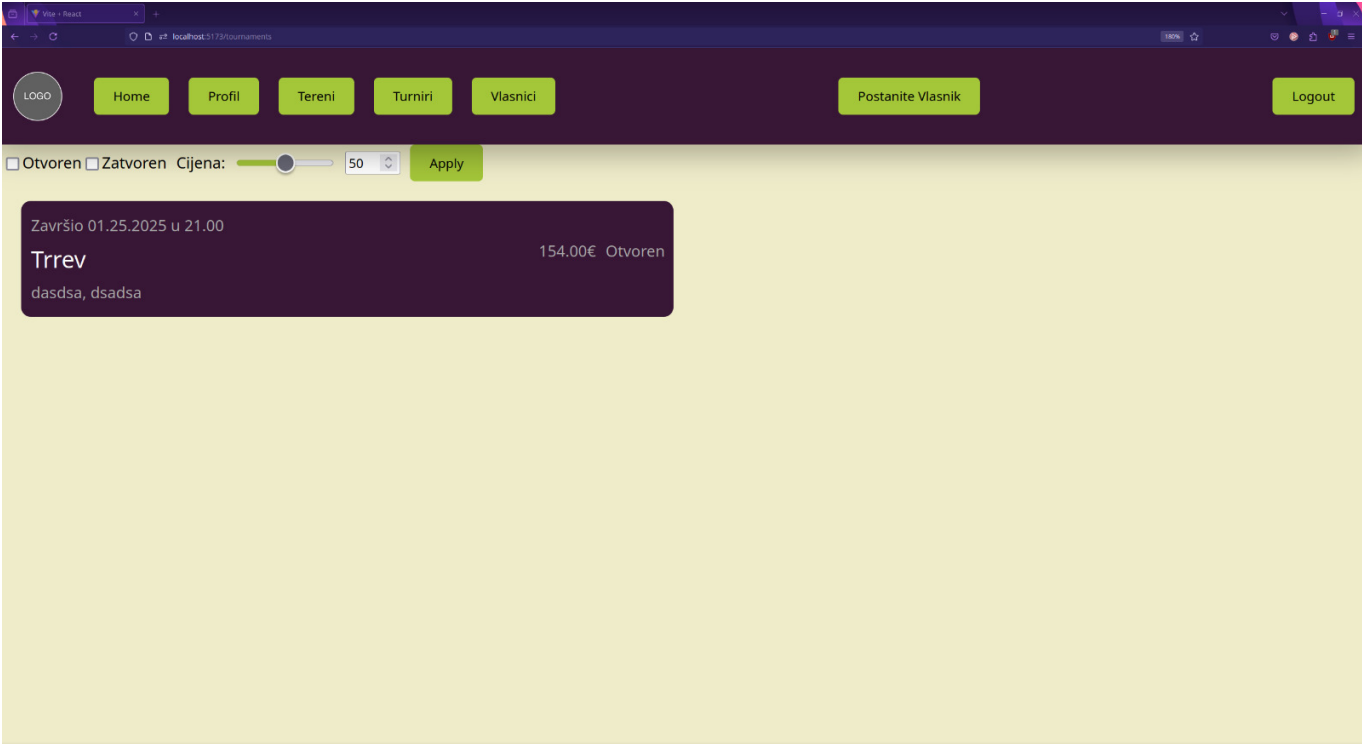 Vite + React
localhost:5173/tournaments
180%
LOGO
Home
Profil
Tereni
Turniri
Vlasnici
Postanite Vlasnik
Logout
Otvoren
Zatvoren
Cijena:
50
Apply
Završio 01.25.2025 u 21.00
Trrev
154.00€ Otvoren
dasdsa, dsadsa